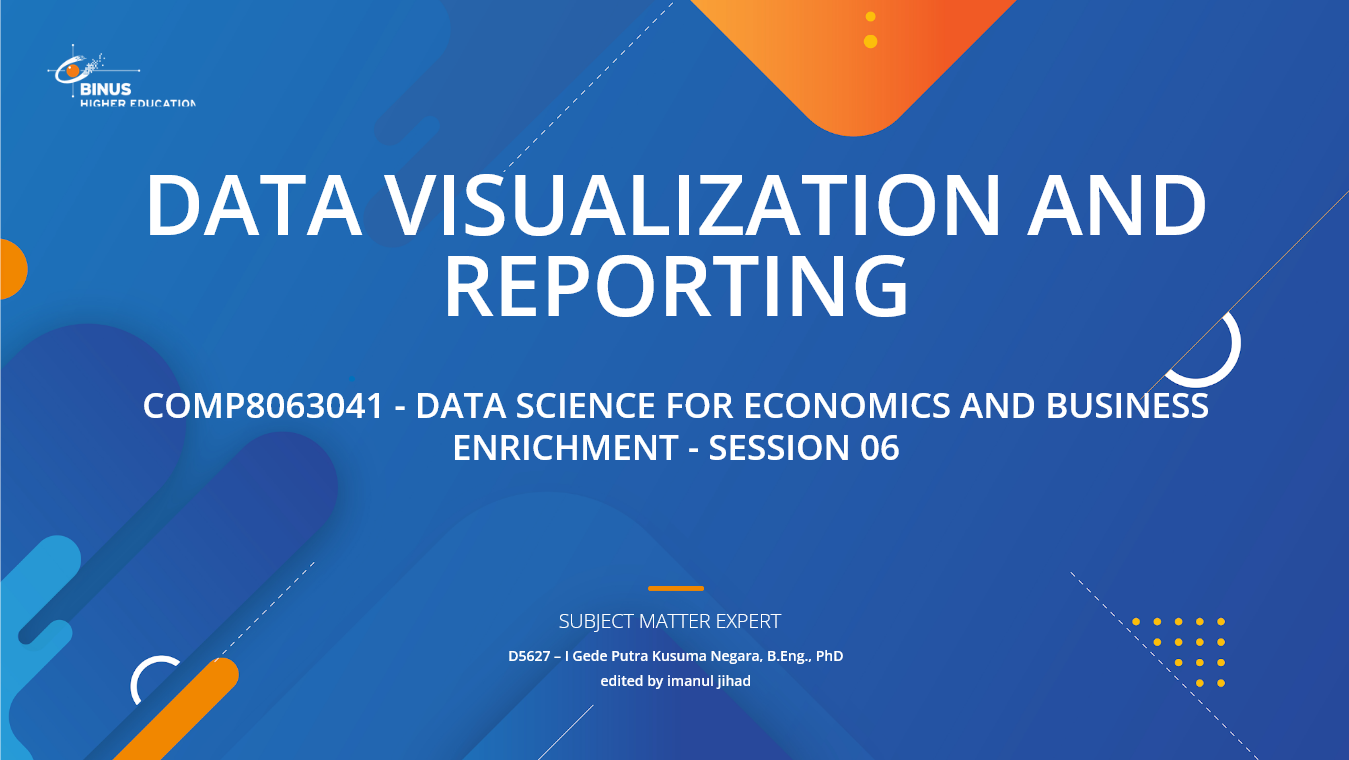 BINUS
HIGHER EDUCATION
DATA VISUALIZATION AND
REPORTING
COMP8063041 - DATA SCIENCE FOR ECONOMICS AND BUSINESS
ENRICHMENT - SESSION 06
SUBJECT MATTER EXPERT
D5627 – I Gede Putra Kusuma Negara, B.Eng., PhD
edited by imanul jihad